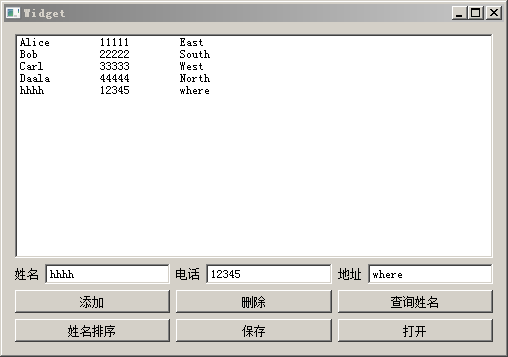 Widget
Alice 11111 East
Bob 22222 South
Carl 33333 West
Daala 44444 North
hhhh 12345 where
姓名 hhhh 电话 12345 地址 where
添加 删除 查询姓名
姓名排序 保存 打开